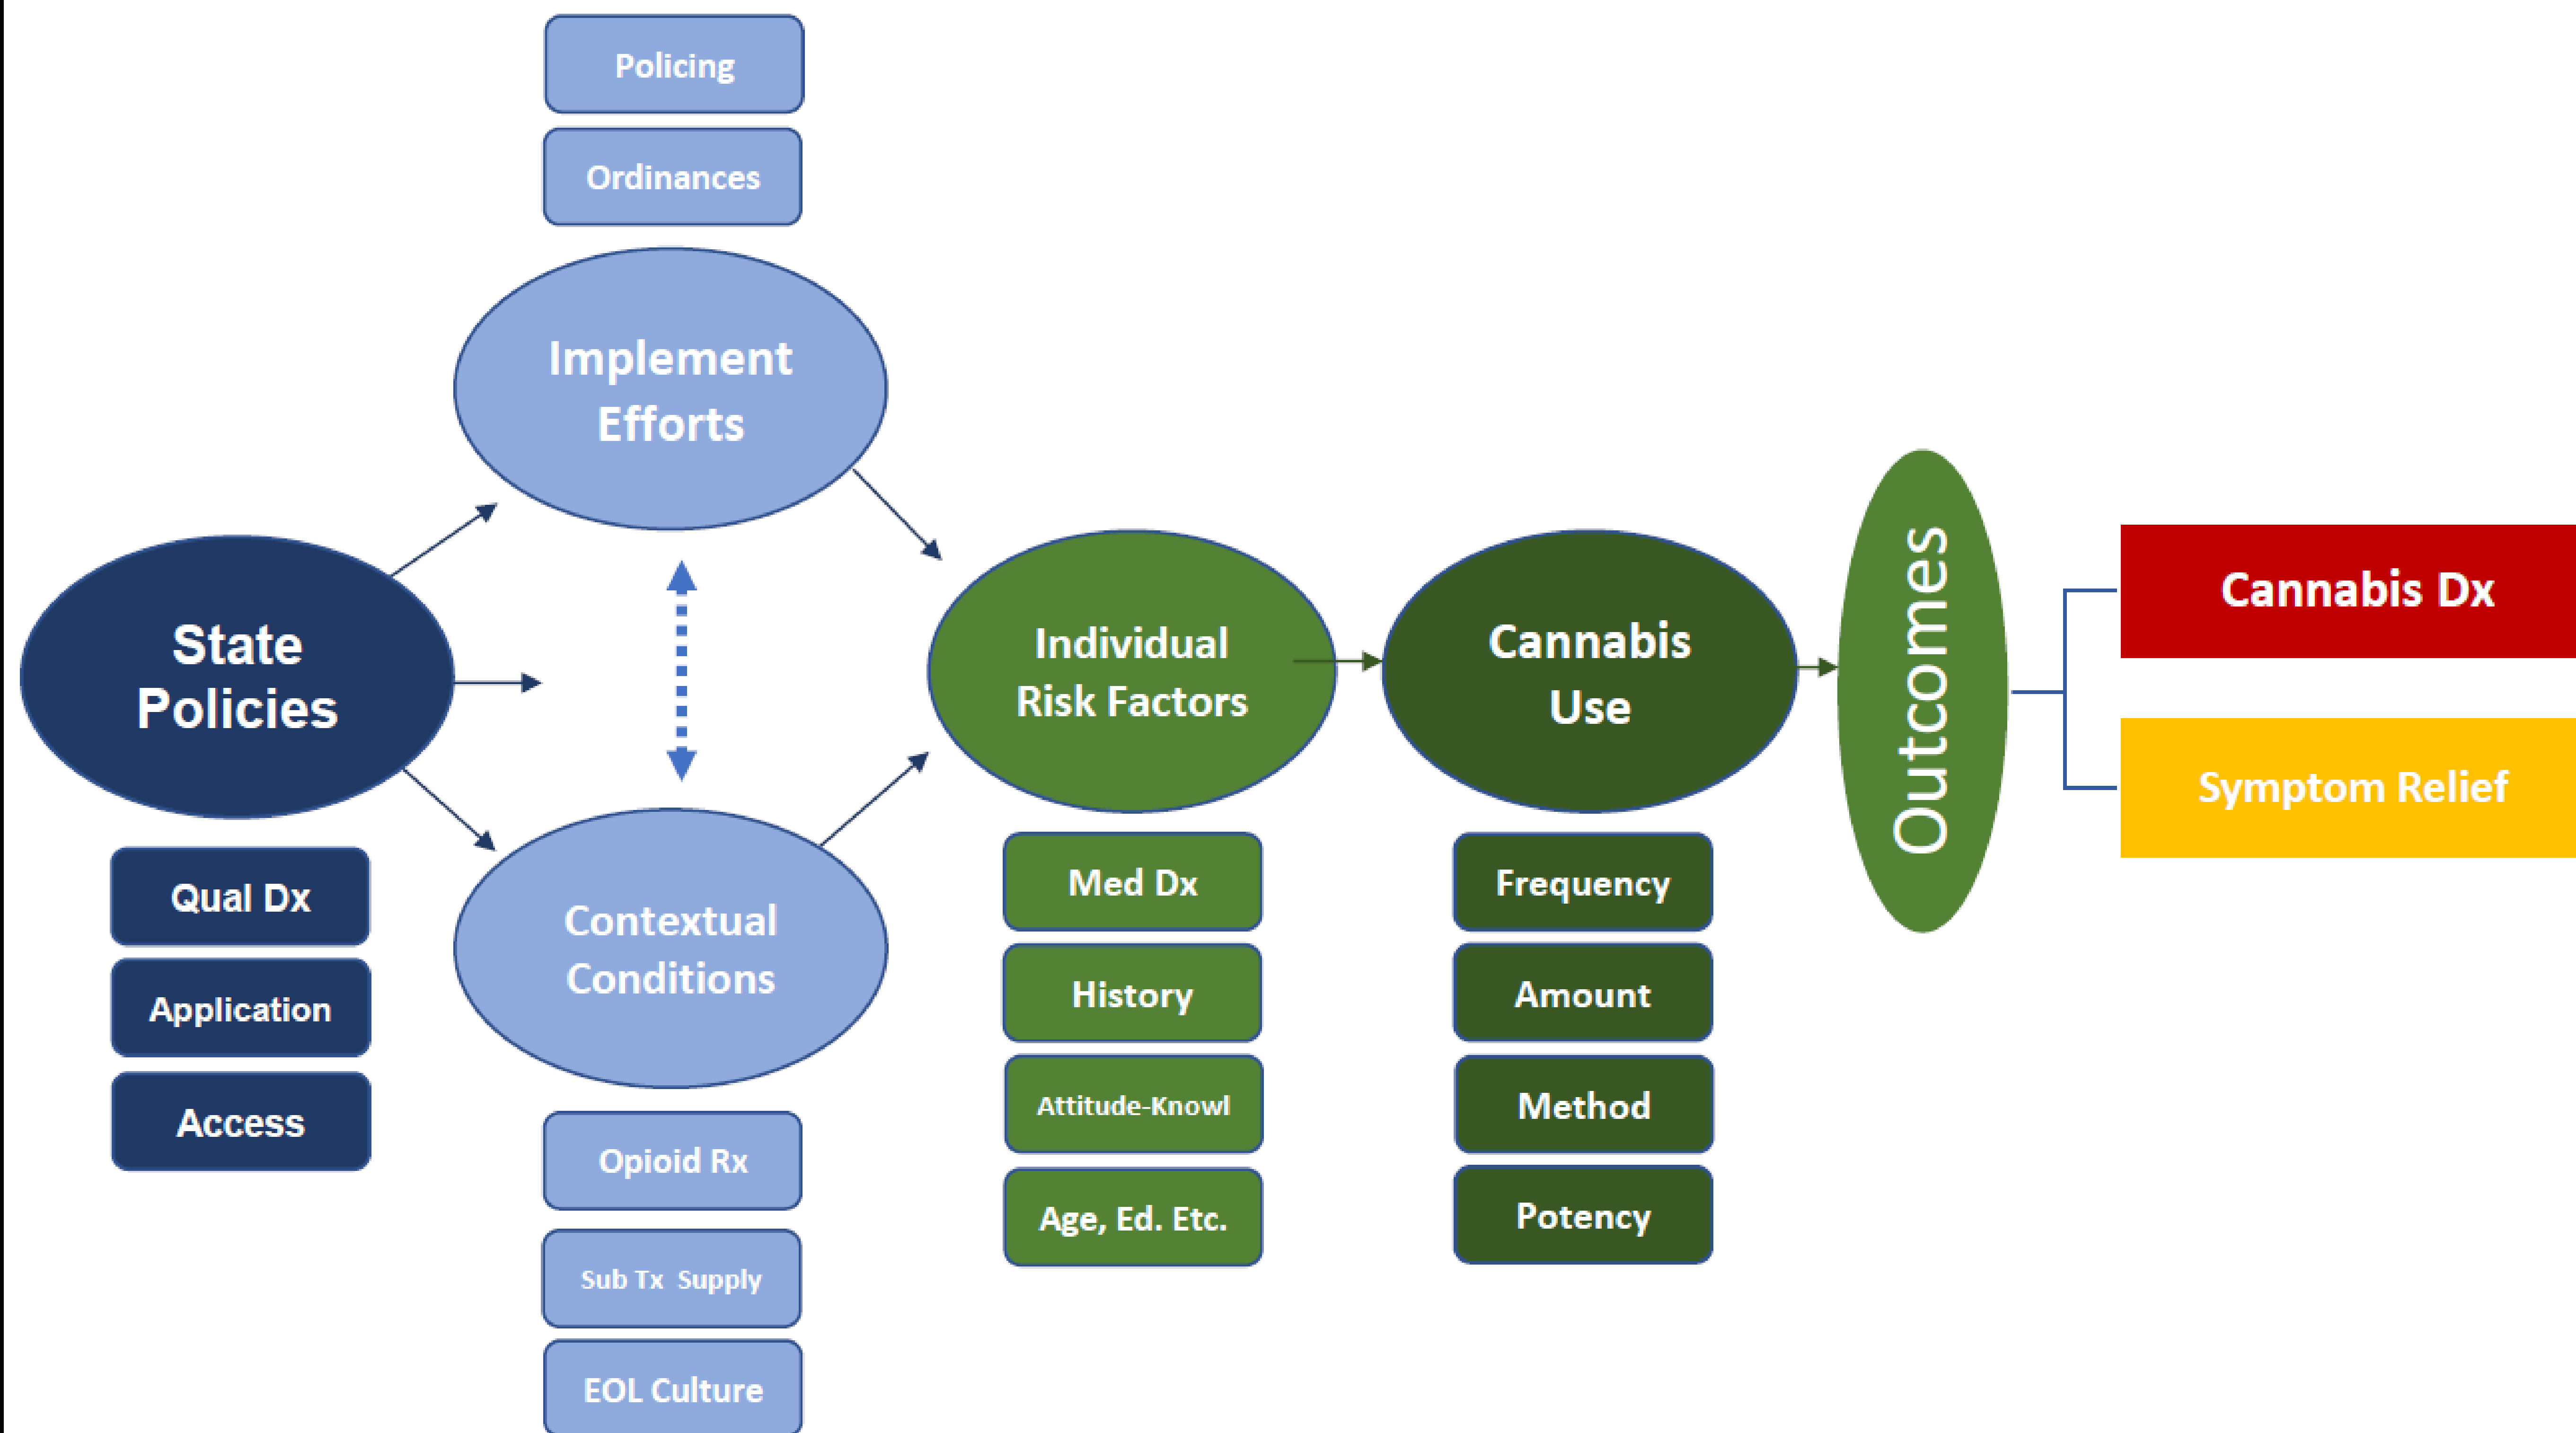 Policing
Ordinances
Implement
Efforts
State
Policies
Qual Dx
Application
Access
Contextual
Conditions
Opioid Rx
Sub Tx Supply
EOL Culture
Individual
Risk Factors
Med Dx
History
Attitude-Knowl
Age, Ed. Etc.
Cannabis
Use
Frequency
Amount
Method
Potency
Outcomes
Cannabis Dx
Symptom Relief